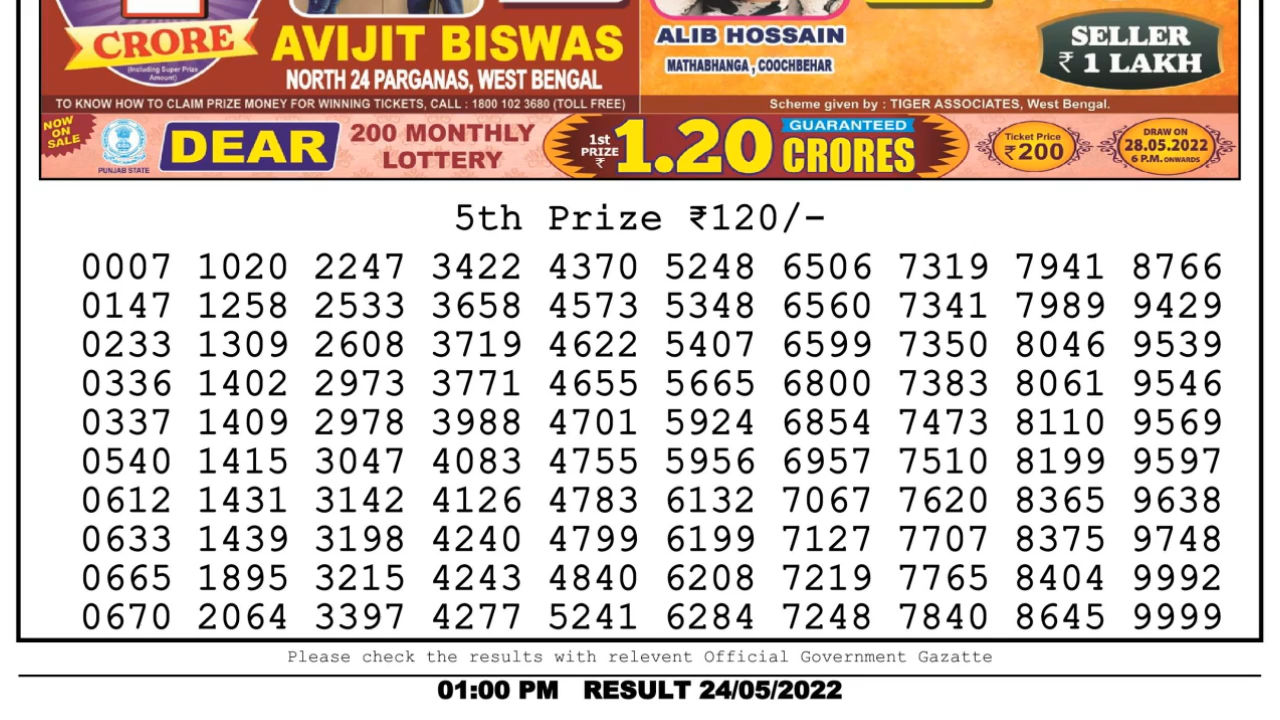 CRORE
(Including Super Prize
Amount)
AVIJIT BISWAS
NORTH 24 PARGANAS, WEST BENGAL
ALIB HOSSAIN
MATHABHANGA , COOCHBEHAR
SELLER
₹ 1 LAKH
TO KNOW HOW TO CLAIM PRIZE MONEY FOR WINNING TICKETS, CALL : 1800 102 3680 (TOLL FREE)
Scheme given by : TIGER ASSOCIATES, West Bengal.
NOW
ON
SALE
PUNJAB STATE
DEAR
200 MONTHLY
LOTTERY
1st
PRIZE
₹
1.20
GUARANTEED
CRORES
Ticket Price
₹200
DRAW ON
28.05.2022
6 P.M. ONWARDS
5th Prize ₹120/-
0007 1020 2247 3422 4370 5248 6506 7319 7941 8766
0147 1258 2533 3658 4573 5348 6560 7341 7989 9429
0233 1309 2608 3719 4622 5407 6599 7350 8046 9539
0336 1402 2973 3771 4655 5665 6800 7383 8061 9546
0337 1409 2978 3988 4701 5924 6854 7473 8110 9569
0540 1415 3047 4083 4755 5956 6957 7510 8199 9597
0612 1431 3142 4126 4783 6132 7067 7620 8365 9638
0633 1439 3198 4240 4799 6199 7127 7707 8375 9748
0665 1895 3215 4243 4840 6208 7219 7765 8404 9992
0670 2064 3397 4277 5241 6284 7248 7840 8645 9999
Please check the results with relevent Official Government Gazatte
01:00 PM RESULT 24/05/2022